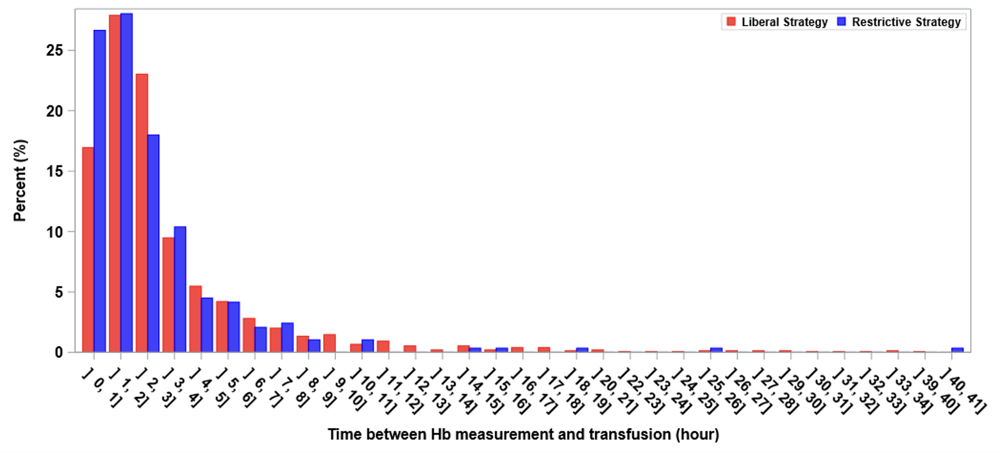 Liberal Strategy Restrictive Strategy
Percent (%)
25
20
15
10
5
0
] 0, 1]
] 1, 2]
] 2, 3]
] 3, 4]
] 4, 5]
] 5, 6]
] 6, 7]
] 7, 8]
] 8, 9]
] 9, 10]
] 10, 11]
] 11, 12]
] 12, 13]
] 13, 14]
] 14, 15]
] 15, 16]
] 16, 17]
] 17, 18]
] 18, 19]
] 20, 21]
] 22, 23]
] 23, 24]
] 24, 25]
] 25, 26]
] 26, 27]
] 27, 28]
] 29, 30]
] 30, 31]
] 31, 32]
] 32, 33]
] 33, 34]
] 39, 40]
] 40, 41]
Time between Hb measurement and transfusion (hour)